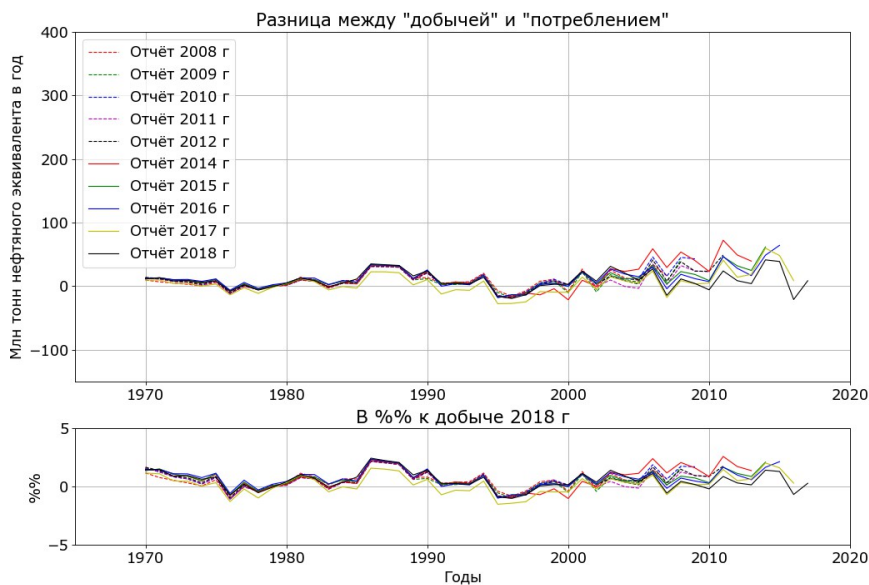 Разница между "добычей" и "потреблением"
Млн тонн нефтяного эквивалента в год
400
300
200
100
0
−100
Отчёт 2008 г
Отчёт 2009 г
Отчёт 2010 г
Отчёт 2011 г
Отчёт 2012 г
Отчёт 2014 г
Отчёт 2015 г
Отчёт 2016 г
Отчёт 2017 г
Отчёт 2018 г
1970 1980 1990 2000 2010 2020
В %% к добыче 2018 г
%%
5
0
−5
1970 1980 1990 2000 2010 2020
Годы